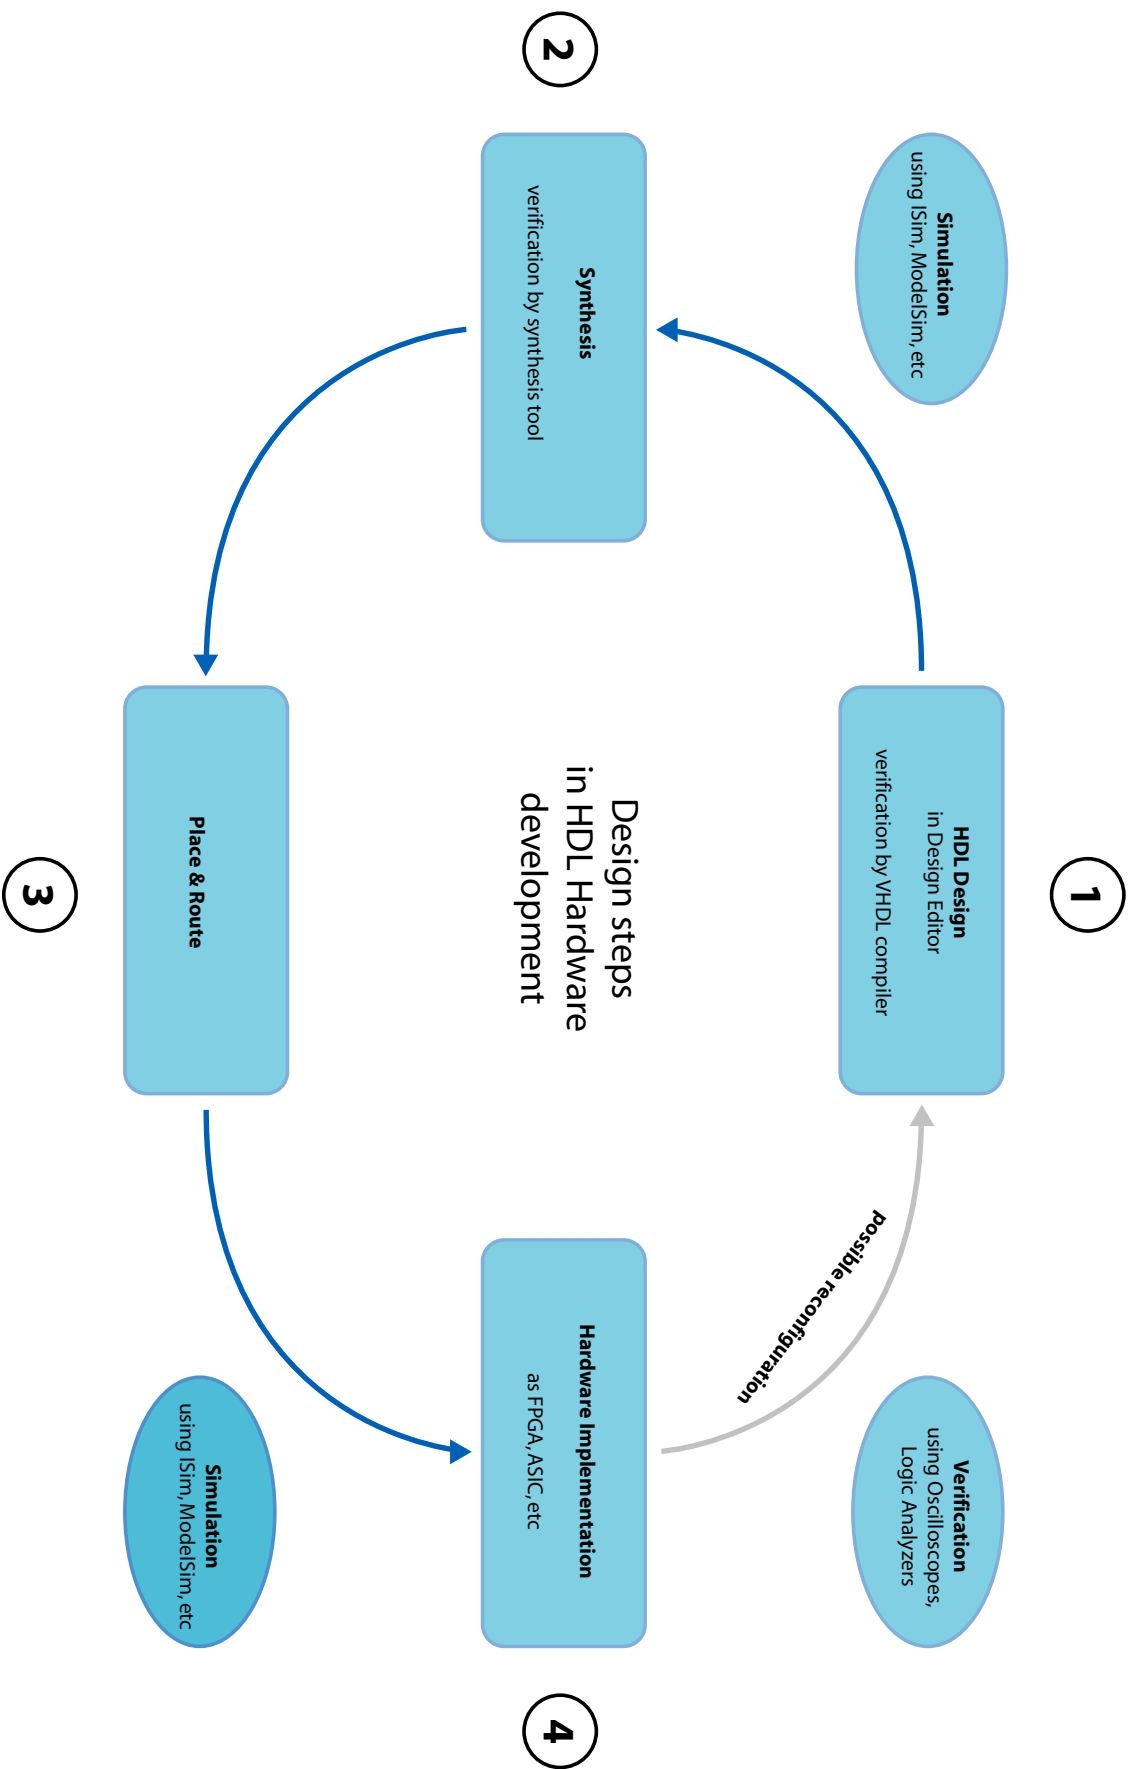 1
HDL Design
in Design Editor
verification by VHDL compiler
Simulation
using ISim, ModelSim, etc
2
Synthesis
verification by synthesis tool
Design steps
in HDL Hardware
development
3
Place & Route
Simulation
using ISim, ModelSim, etc
4
Hardware Implementation
as FPGA, ASIC, etc
possible reconfiguration
Verification
using Oscilloscopes,
Logic Analyzers